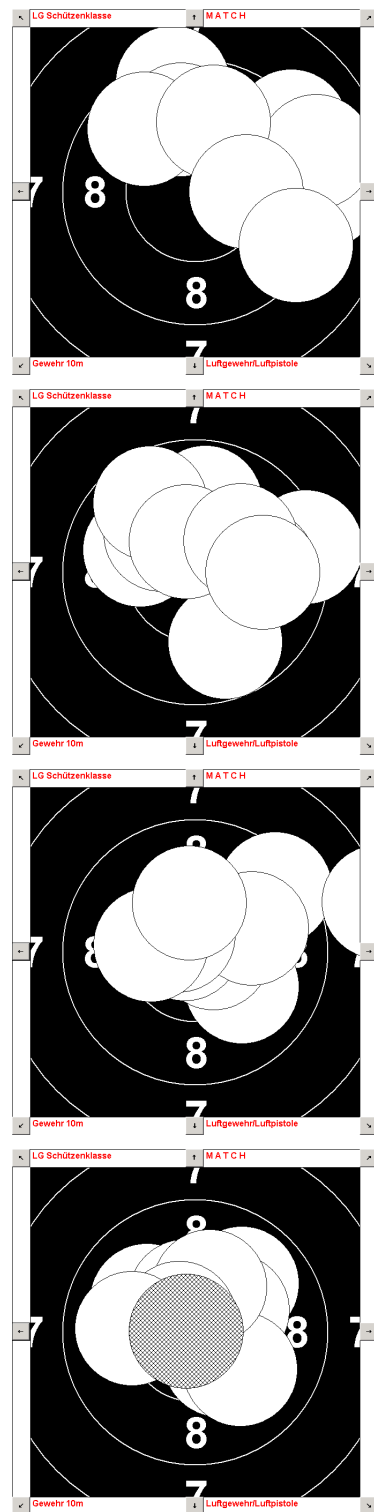 ↖ LG Schützenklasse ↑ M A T C H ↗
← 7 8 →
8
7
↙ Gewehr 10m ↓ Luftgewehr/Luftpistole ↘
↖ LG Schützenklasse ↑ M A T C H ↗
7
← 7 →
7
↙ Gewehr 10m ↓ Luftgewehr/Luftpistole ↘
↖ LG Schützenklasse ↑ M A T C H ↗
7
8
← 7 8 8 7 →
8
7
↙ Gewehr 10m ↓ Luftgewehr/Luftpistole ↘
↖ LG Schützenklasse ↑ M A T C H ↗
7
8
← 7 8 7 →
8
7
↙ Gewehr 10m ↓ Luftgewehr/Luftpistole ↘